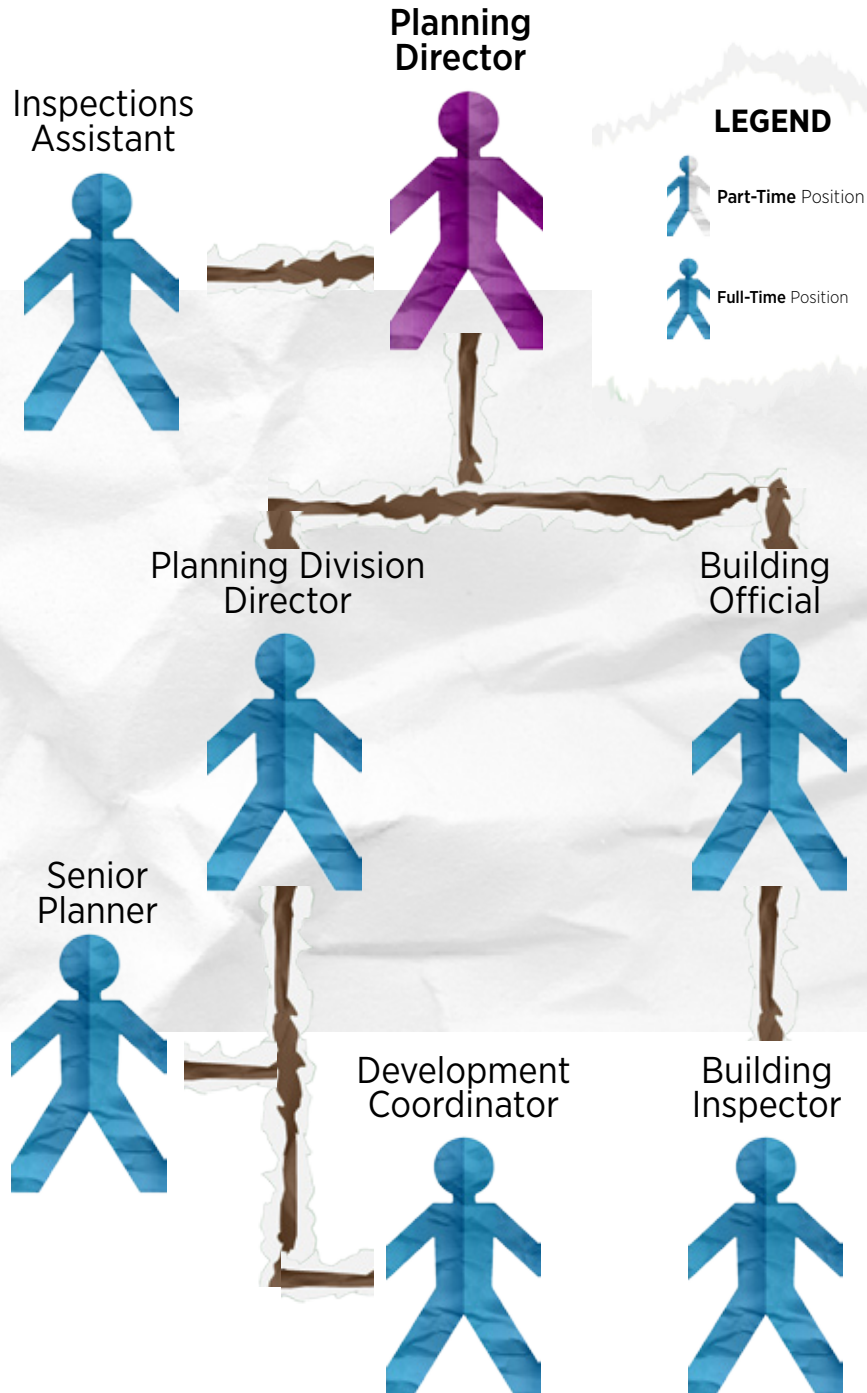 Planning
Director
Inspections
Assistant
LEGEND
Part-Time Position
Full-Time Position
Planning Division
Director
Building
Official
Senior
Planner
Development
Coordinator
Building
Inspector